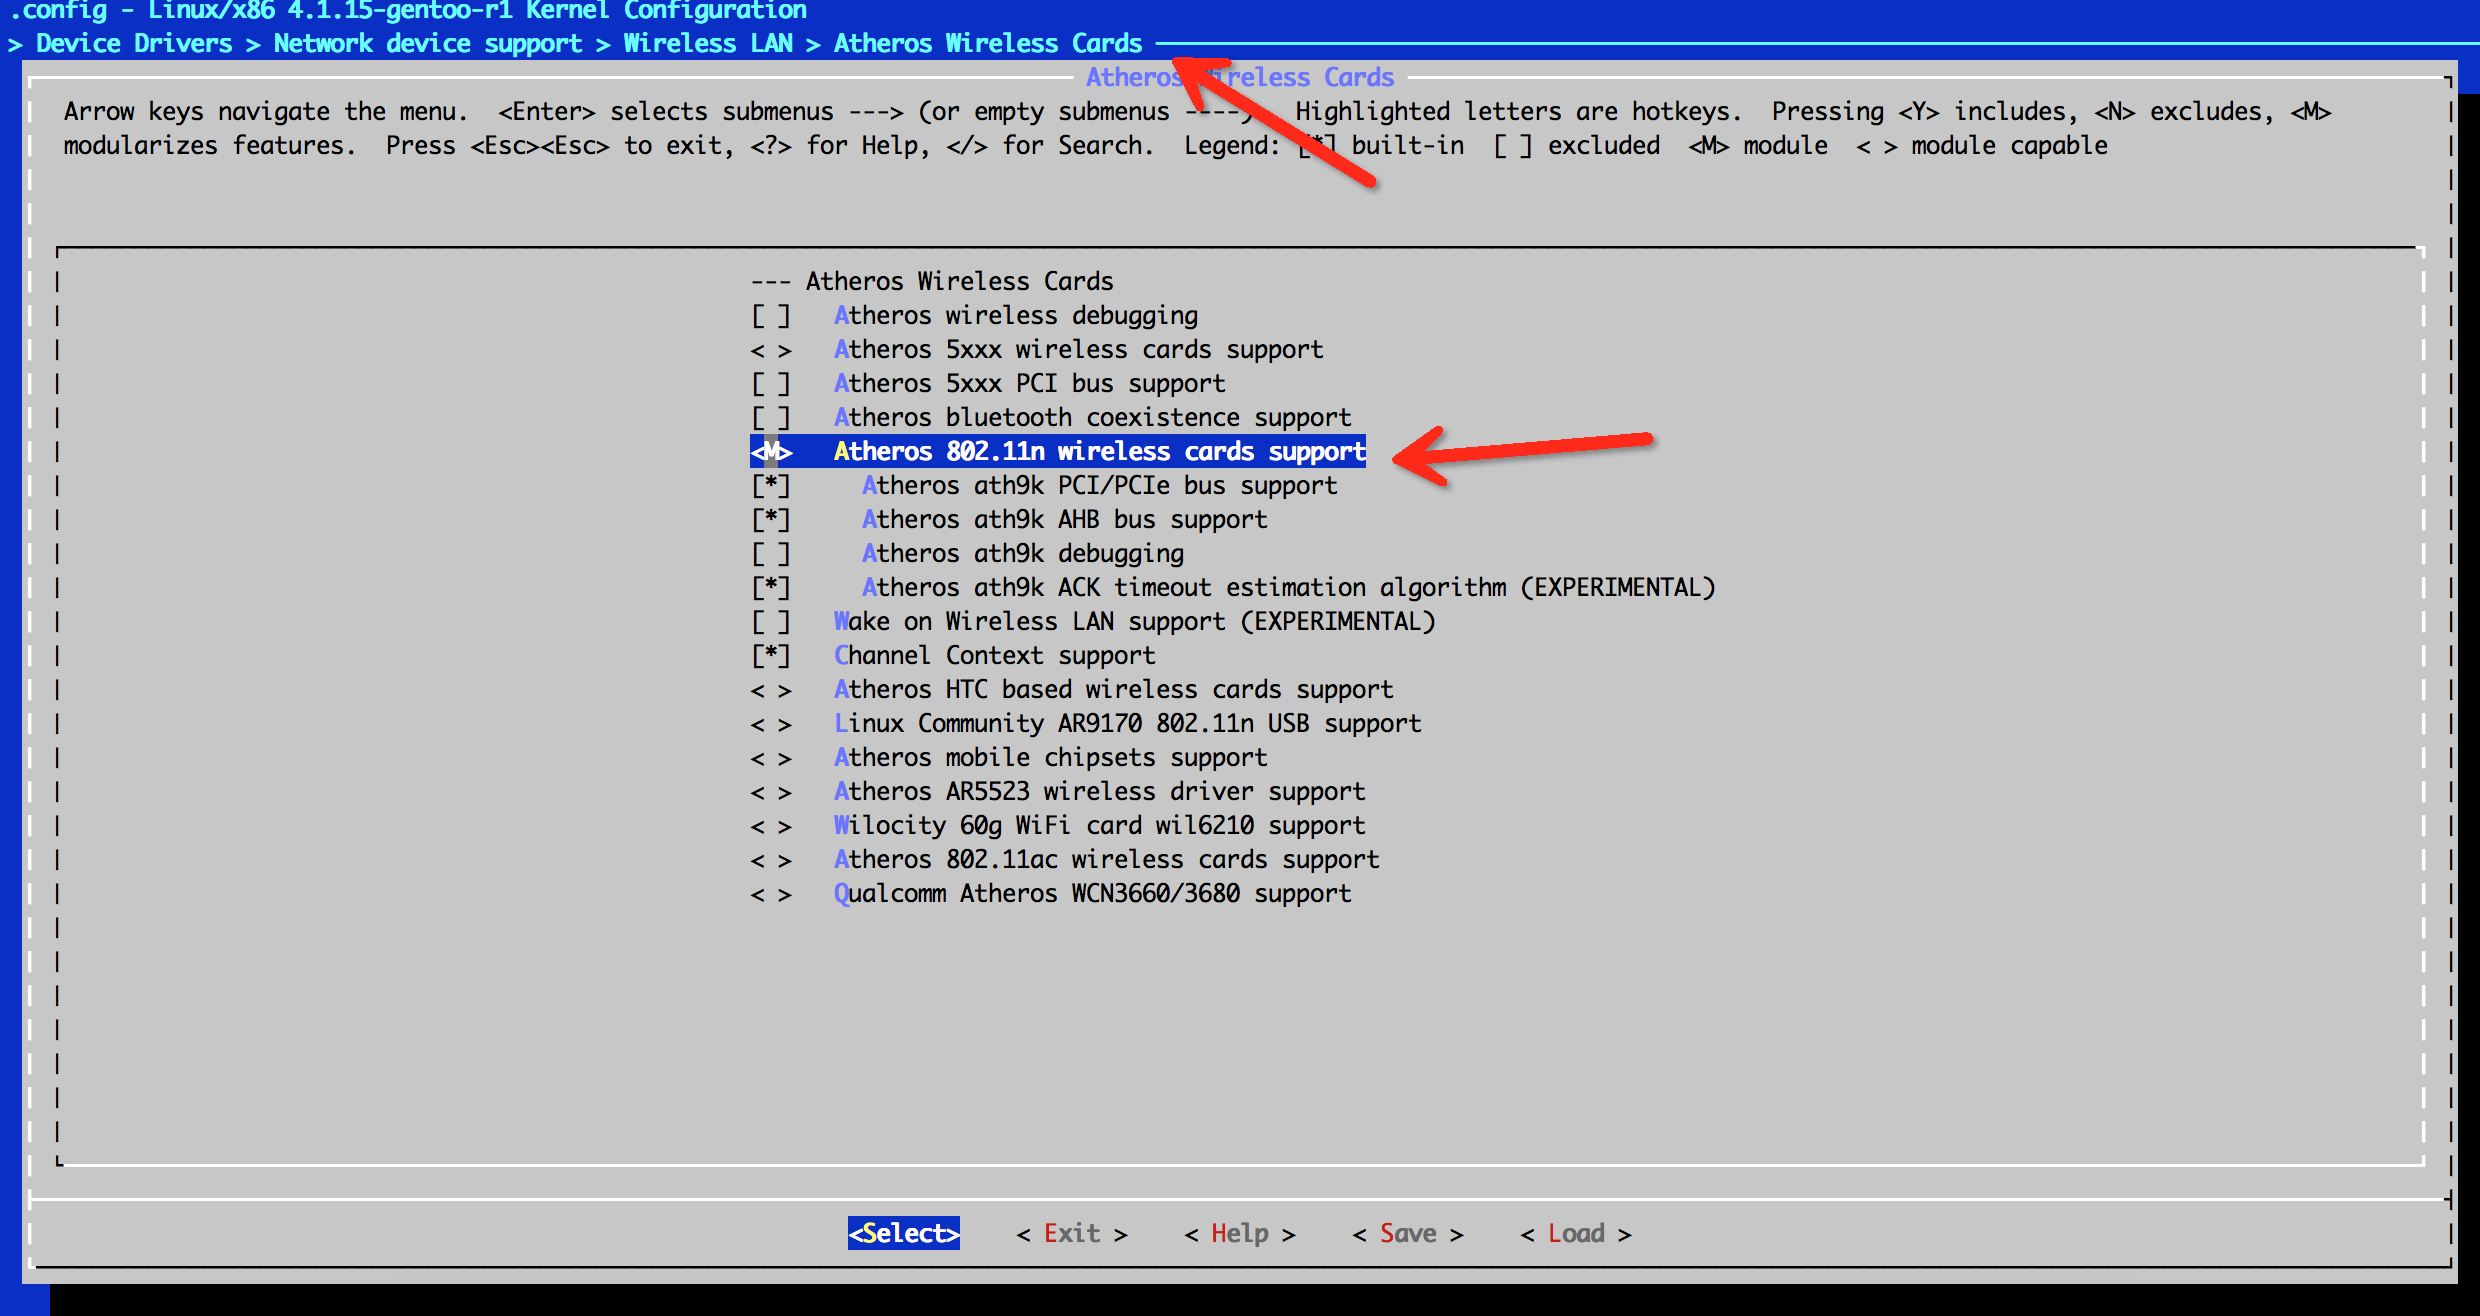 .config - Linux/x86 4.1.15-gentoo-r1 Kernel Configuration
> Device Drivers > Network device support > Wireless LAN > Atheros Wireless Cards
Atheros Wireless Cards
Arrow keys navigate the menu.  <Enter> selects submenus ---> (or empty submenus ----).  Highlighted letters are hotkeys.  Pressing <Y> includes, <N> excludes, <M>
modularizes features.  Press <Esc><Esc> to exit, <?> for Help, </> for Search.  Legend: [*] built-in  [ ] excluded  <M> module  < > module capable
--- Atheros Wireless Cards
[ ]   Atheros wireless debugging
< >   Atheros 5xxx wireless cards support
[ ]   Atheros 5xxx PCI bus support
[ ]   Atheros bluetooth coexistence support
<M>   Atheros 802.11n wireless cards support
[*]     Atheros ath9k PCI/PCIe bus support
[*]     Atheros ath9k AHB bus support
[ ]     Atheros ath9k debugging
[*]     Atheros ath9k ACK timeout estimation algorithm (EXPERIMENTAL)
[ ]   Wake on Wireless LAN support (EXPERIMENTAL)
[*]   Channel Context support
< >   Atheros HTC based wireless cards support
< >   Linux Community AR9170 802.11n USB support
< >   Atheros mobile chipsets support
< >   Atheros AR5523 wireless driver support
< >   Wilocity 60g WiFi card wil6210 support
< >   Atheros 802.11ac wireless cards support
< >   Qualcomm Atheros WCN3660/3680 support
<Select>    < Exit >    < Help >    < Save >    < Load >